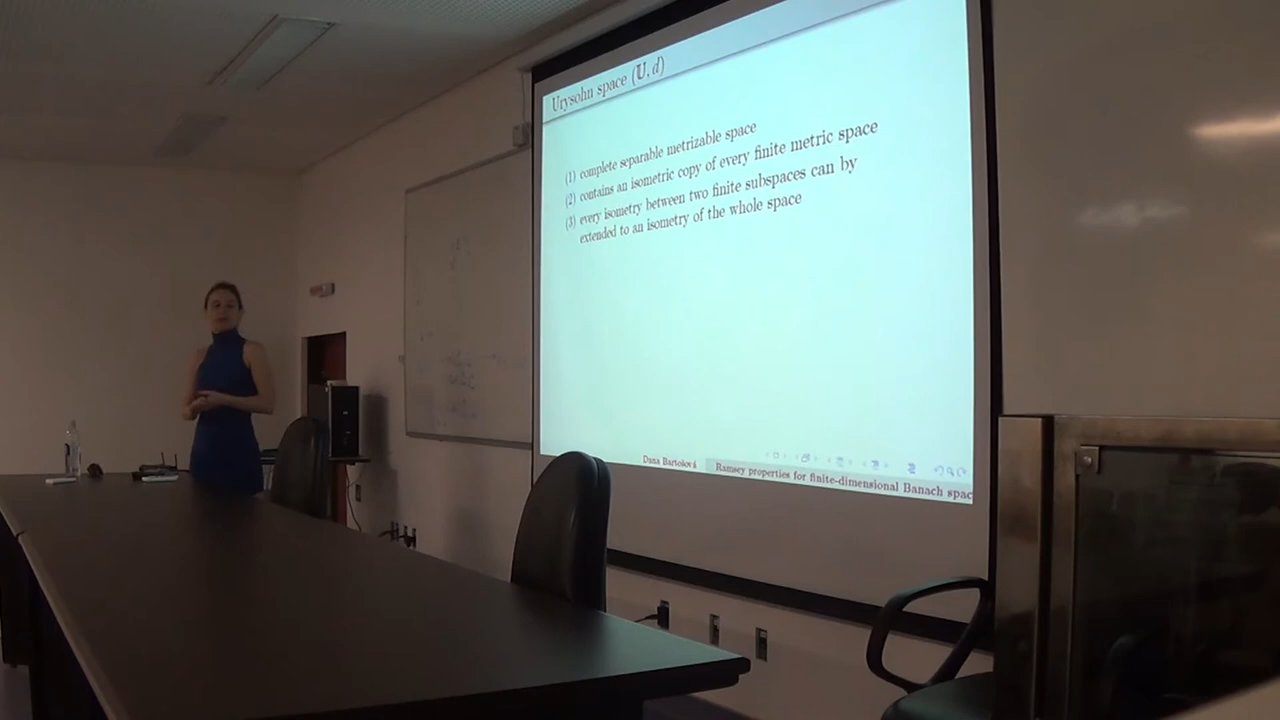 Urysohn space (𝐔, d)
(1) complete separable metrizable space
(2) contains an isometric copy of every finite metric space
(3) every isometry between two finite subspaces can by
extended to an isometry of the whole space
Dana Bartošová
Ramsey properties for finite-dimensional Banach spac